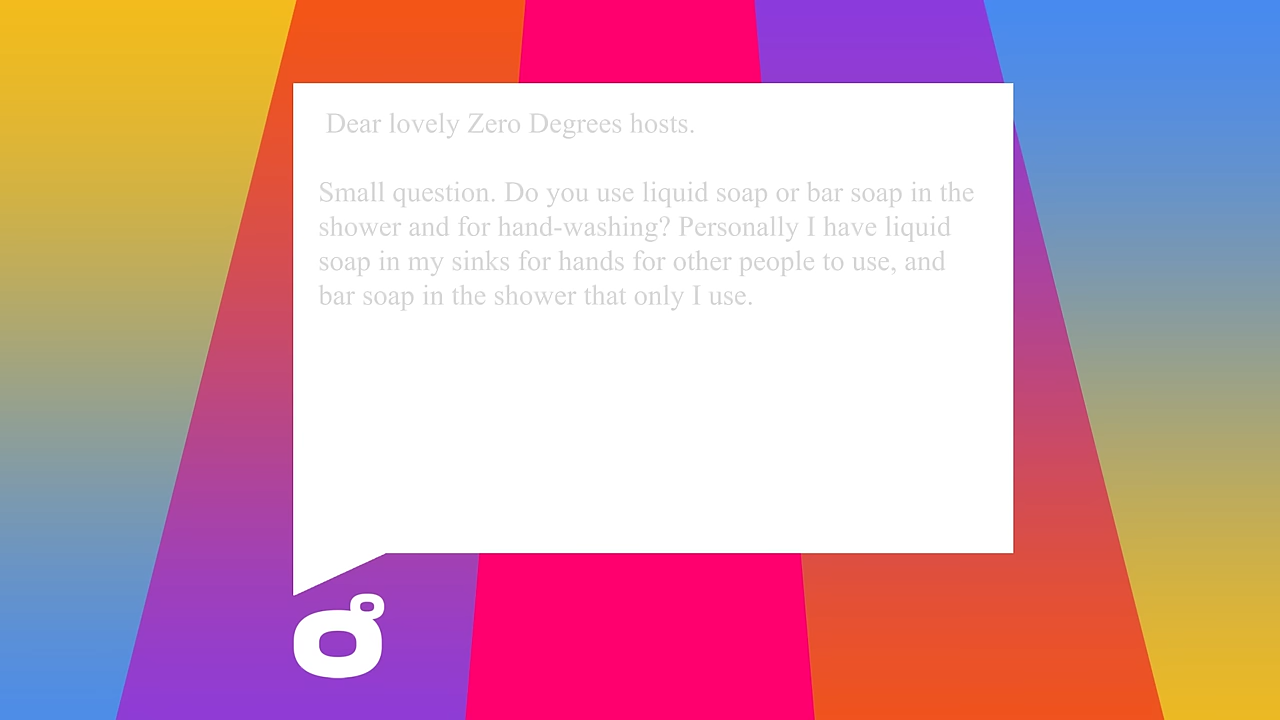 Dear lovely Zero Degrees hosts.
Small question. Do you use liquid soap or bar soap in the
shower and for hand-washing? Personally I have liquid
soap in my sinks for hands for other people to use, and
bar soap in the shower that only I use.